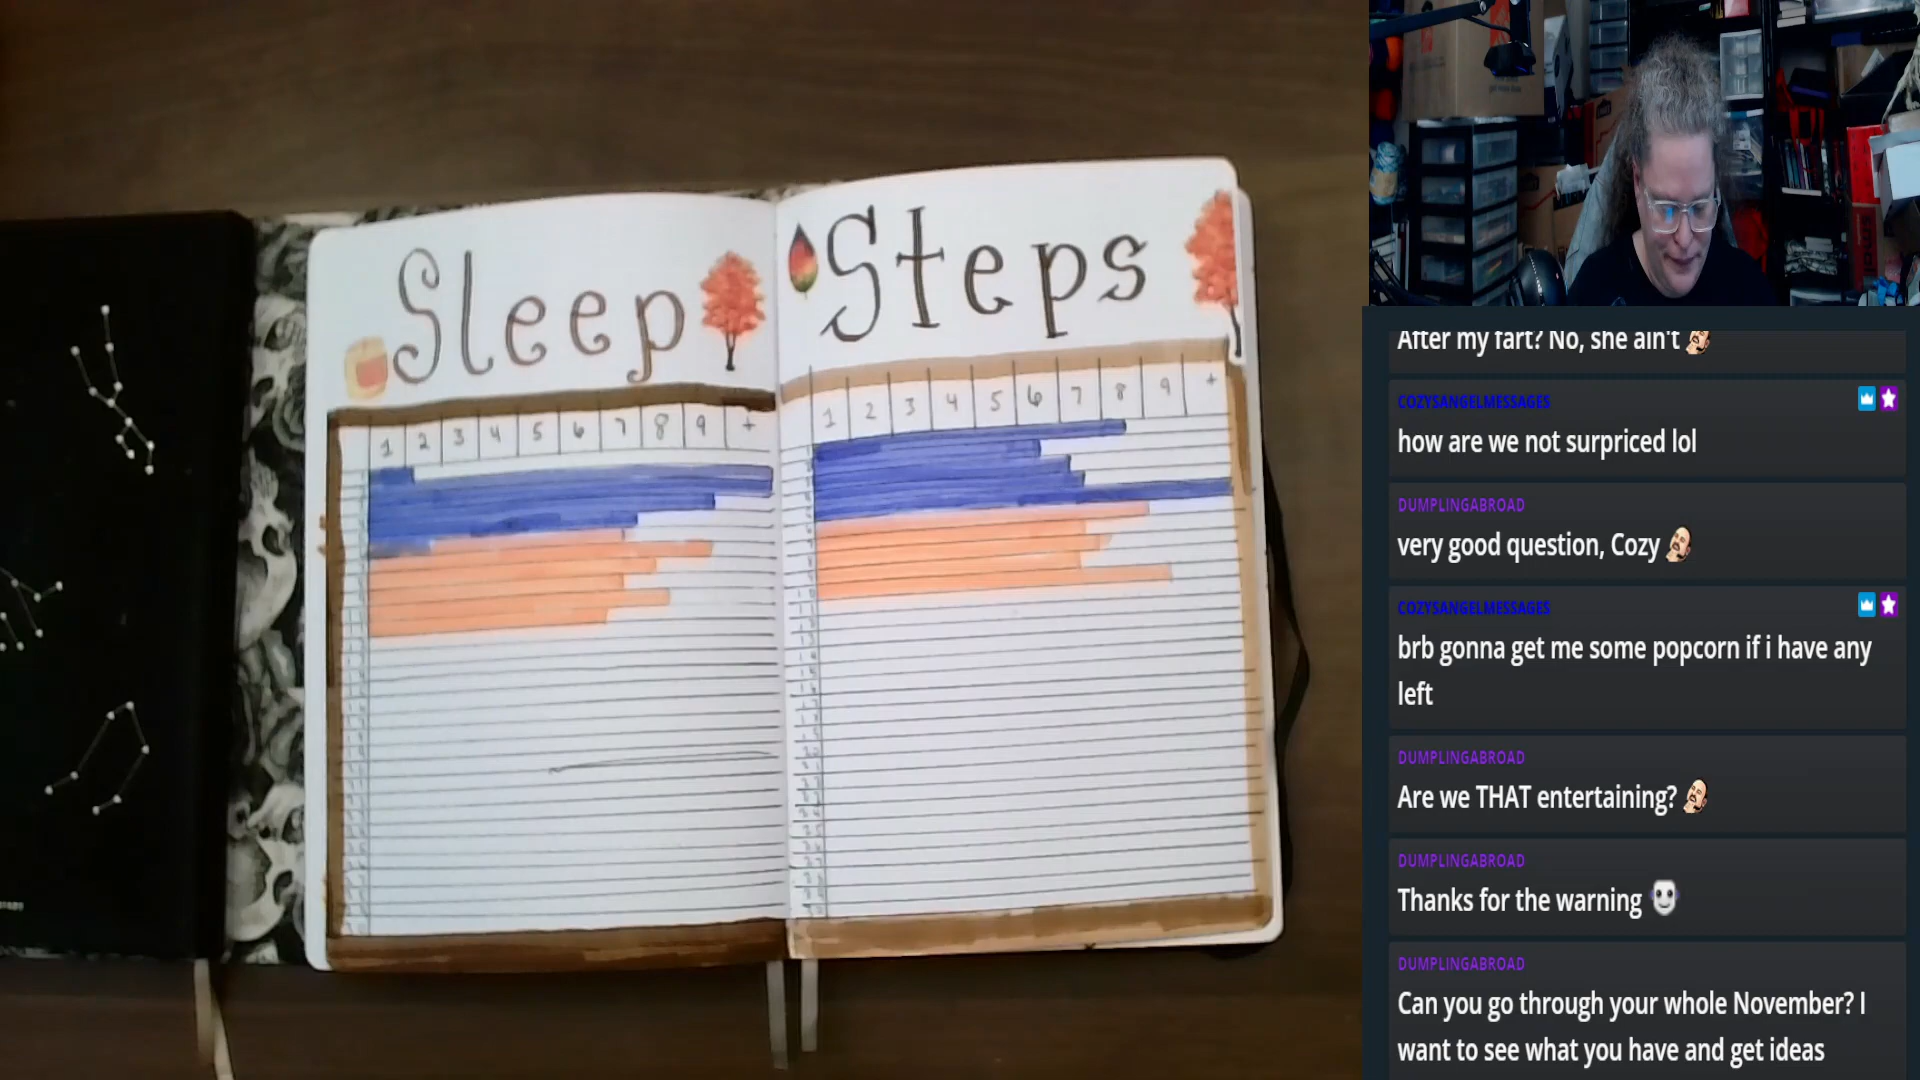 Sleep
Steps
1 2 3 4 5 6 7 8 9 +
1 2 3 4 5 6 7 8 9 +
After my fart? No, she ain't
COZYSANGELMESSAGES
how are we not surpriced lol
DUMPLINGABROAD
very good question, Cozy
COZYSANGELMESSAGES
brb gonna get me some popcorn if i have any
left
DUMPLINGABROAD
Are we THAT entertaining?
DUMPLINGABROAD
Thanks for the warning
DUMPLINGABROAD
Can you go through your whole November? I
want to see what you have and get ideas